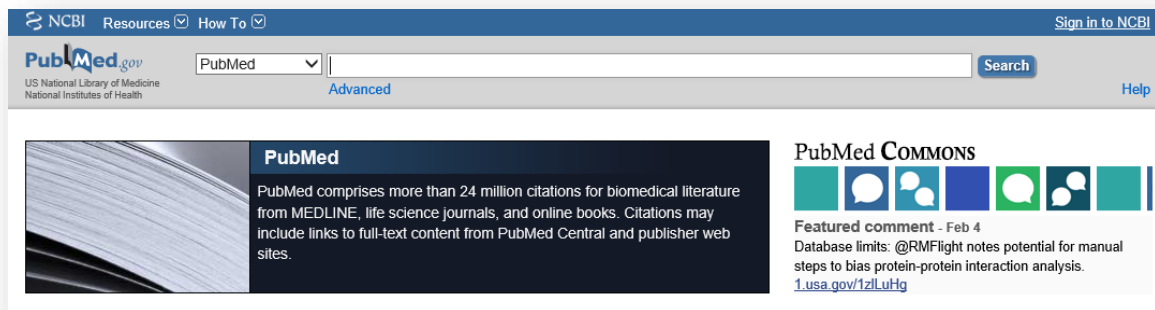 NCBI Resources How To Sign in to NCBI
PubMed.gov
US National Library of Medicine
National Institutes of Health
PubMed
Search
Advanced
Help
PubMed
PubMed comprises more than 24 million citations for biomedical literature
from MEDLINE, life science journals, and online books. Citations may
include links to full-text content from PubMed Central and publisher web
sites.
PubMed COMMONS
Featured comment - Feb 4
Database limits: @RMFlight notes potential for manual
steps to bias protein-protein interaction analysis.
1.usa.gov/1zlLuHg